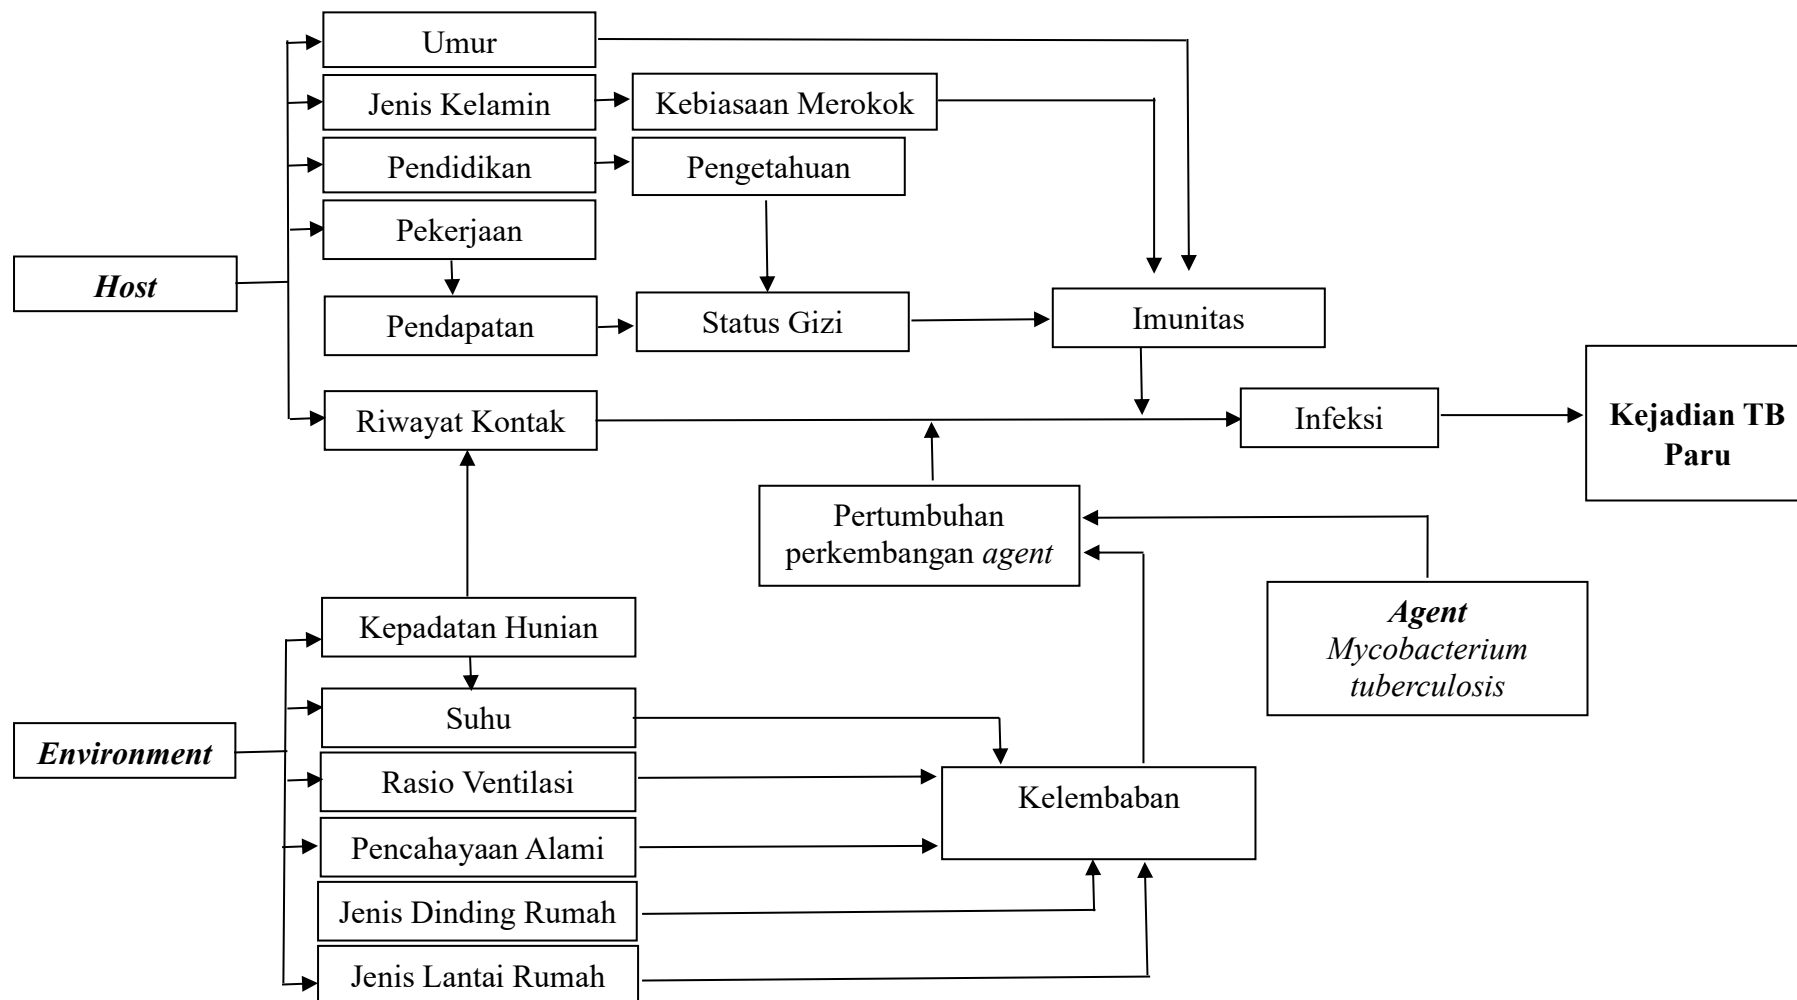 Umur
Jenis Kelamin
Kebiasaan Merokok
Pendidikan
Pengetahuan
Pekerjaan
Host
Pendapatan
Status Gizi
Imunitas
Riwayat Kontak
Infeksi
Kejadian TB
Paru
Pertumbuhan
perkembangan agent
Kepadatan Hunian
Agent
Mycobacterium
tuberculosis
Suhu
Environment
Rasio Ventilasi
Kelembaban
Pencahayaan Alami
Jenis Dinding Rumah
Jenis Lantai Rumah